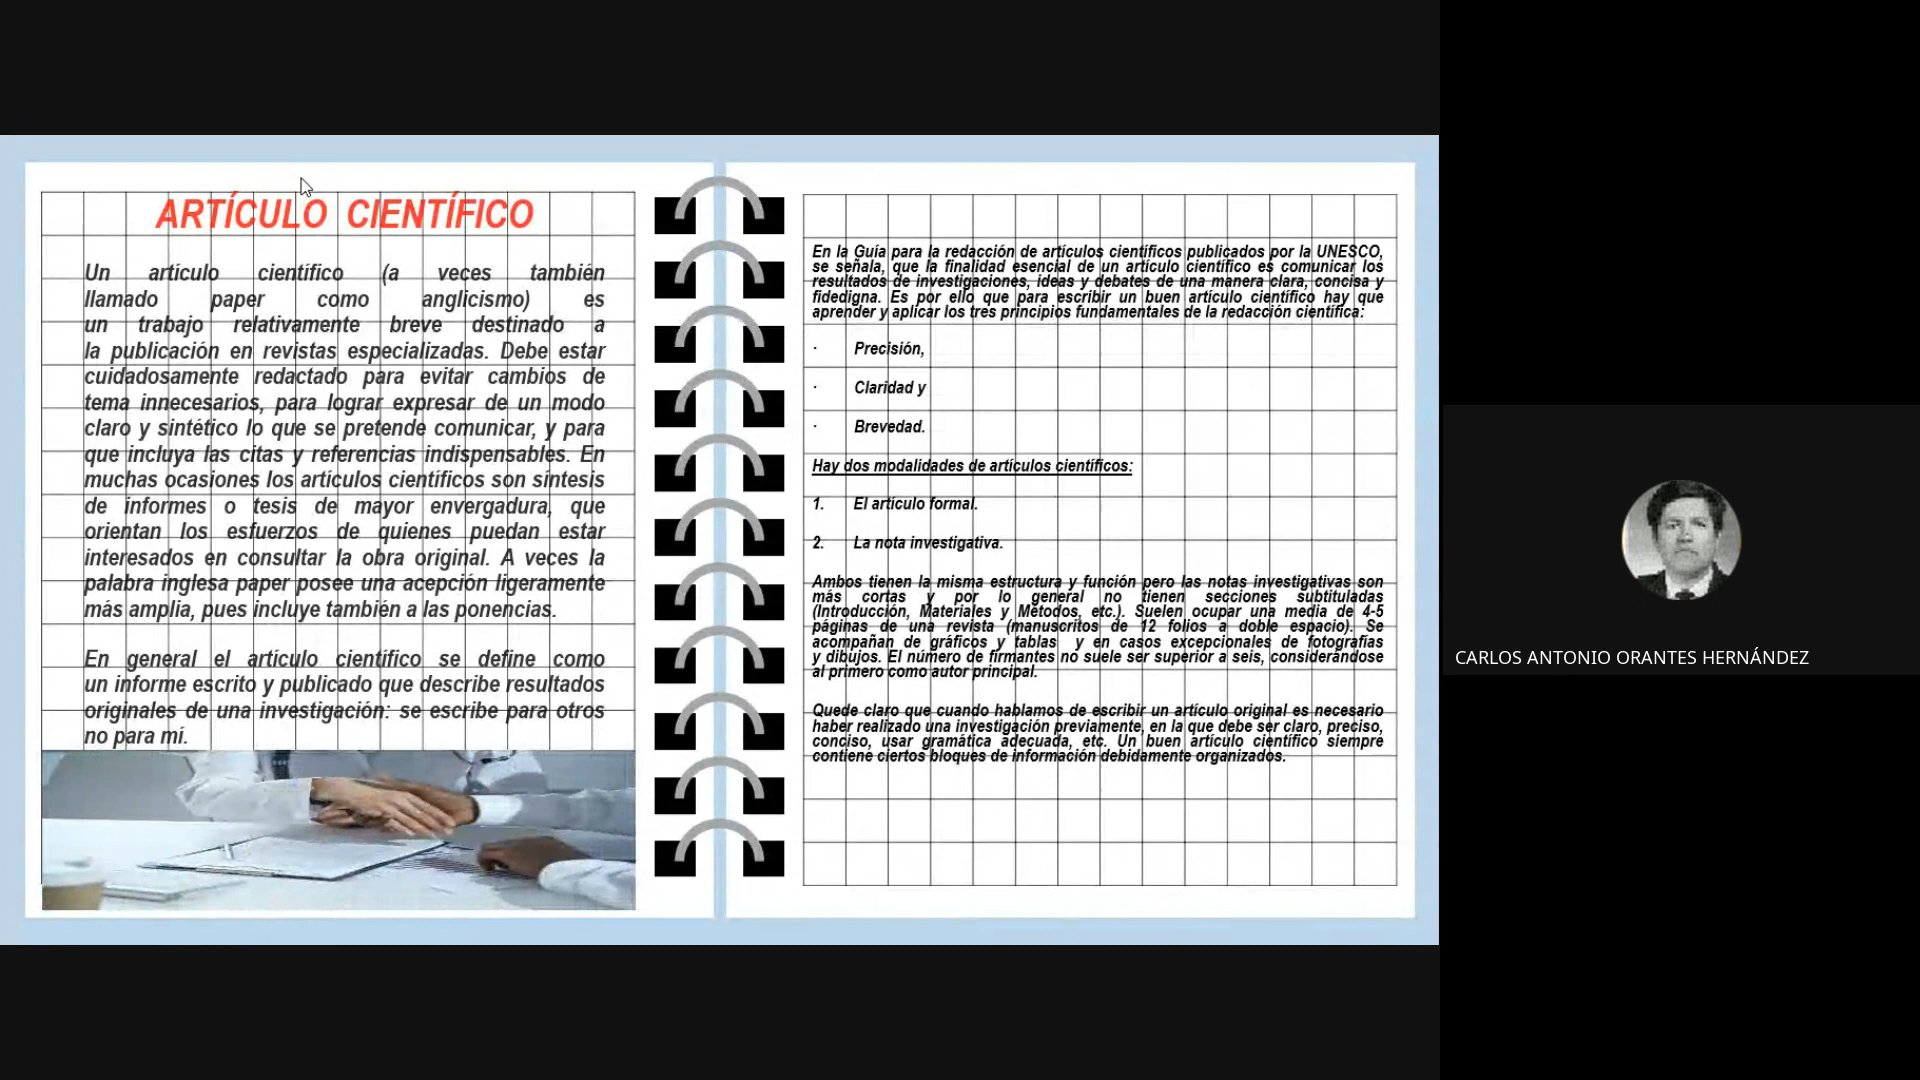 ARTÍCULO CIENTÍFICO
Un artículo científico (a veces también
llamado paper como anglicismo) es
un trabajo relativamente breve destinado a
la publicación en revistas especializadas. Debe estar
cuidadosamente redactado para evitar cambios de
tema innecesarios, para lograr expresar de un modo
claro y sintético lo que se pretende comunicar, y para
que incluya las citas y referencias indispensables. En
muchas ocasiones los artículos científicos son síntesis
de informes o tesis de mayor envergadura, que
orientan los esfuerzos de quienes puedan estar
interesados en consultar la obra original. A veces la
palabra inglesa paper posee una acepción ligeramente
más amplia, pues incluye también a las ponencias.
En general el artículo científico se define como
un informe escrito y publicado que describe resultados
originales de una investigación: se escribe para otros
no para mí.
En la Guía para la redacción de artículos científicos publicados por la UNESCO,
se señala, que la finalidad esencial de un artículo científico es comunicar los
resultados de investigaciones, ideas y debates de una manera clara, concisa y
fidedigna. Es por ello que para escribir un buen artículo científico hay que
aprender y aplicar los tres principios fundamentales de la redacción científica:
· Precisión,
· Claridad y
· Brevedad.
Hay dos modalidades de artículos científicos:
1. El artículo formal.
2. La nota investigativa.
Ambos tienen la misma estructura y función pero las notas investigativas son
más cortas y por lo general no tienen secciones subtituladas
(Introducción, Materiales y Métodos, etc.). Suelen ocupar una media de 4-5
páginas de una revista (manuscritos de 12 folios a doble espacio). Se
acompañan de gráficos y tablas y en casos excepcionales de fotografías
y dibujos. El número de firmantes no suele ser superior a seis, considerándose
al primero como autor principal.
Quede claro que cuando hablamos de escribir un artículo original es necesario
haber realizado una investigación previamente, en la que debe ser claro, preciso,
conciso, usar gramática adecuada, etc. Un buen artículo científico siempre
contiene ciertos bloques de información debidamente organizados.
CARLOS ANTONIO ORANTES HERNÁNDEZ